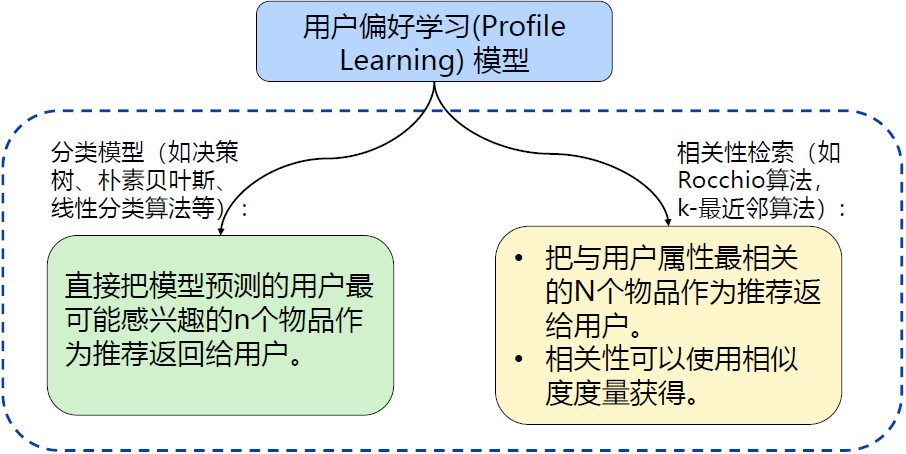 用户偏好学习(Profile
Learning) 模型
分类模型（如决策
树、朴素贝叶斯、
线性分类算法等）:
直接把模型预测的用户最
可能感兴趣的n个物品作
为推荐返回给用户。
相关性检索（如
Rocchio算法，
k-最近邻算法）:
• 把与用户属性最相关
的N个物品作为推荐返
给用户。
• 相关性可以使用相似
度度量获得。